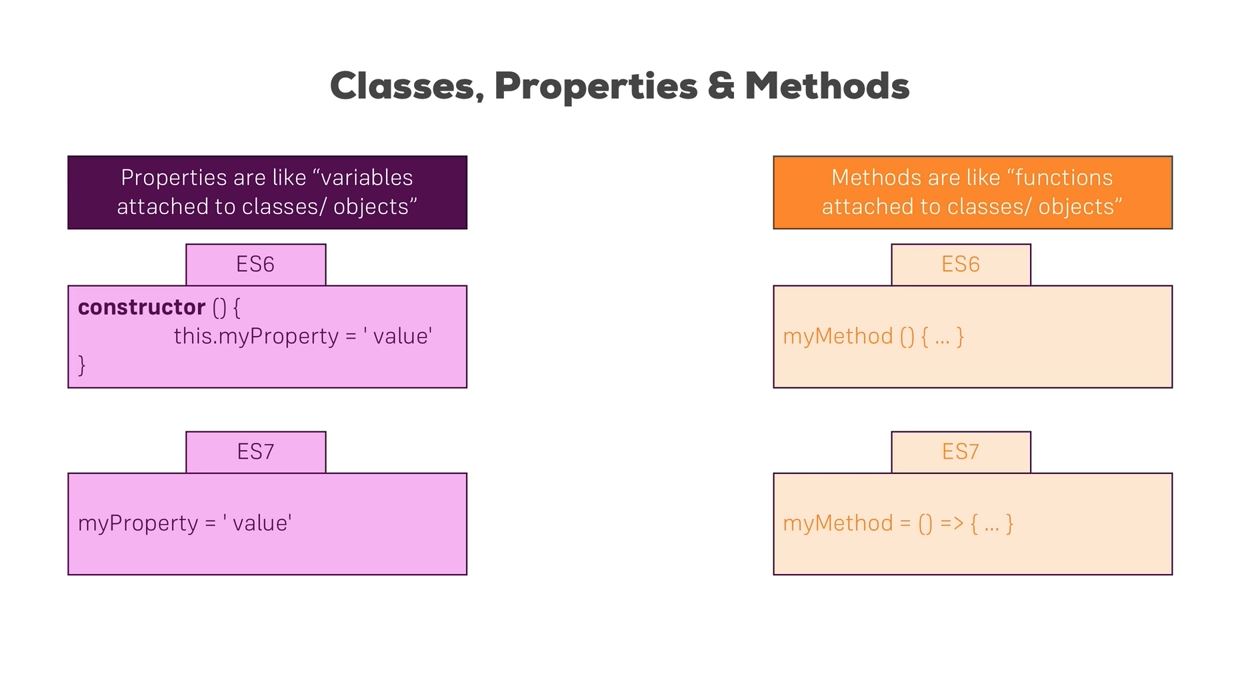 Classes, Properties & Methods
Properties are like “variables
attached to classes/ objects”
ES6
constructor () {
this.myProperty = ' value'
}
ES7
myProperty = ' value'
Methods are like “functions
attached to classes/ objects”
ES6
myMethod () { ... }
ES7
myMethod = () => { ... }